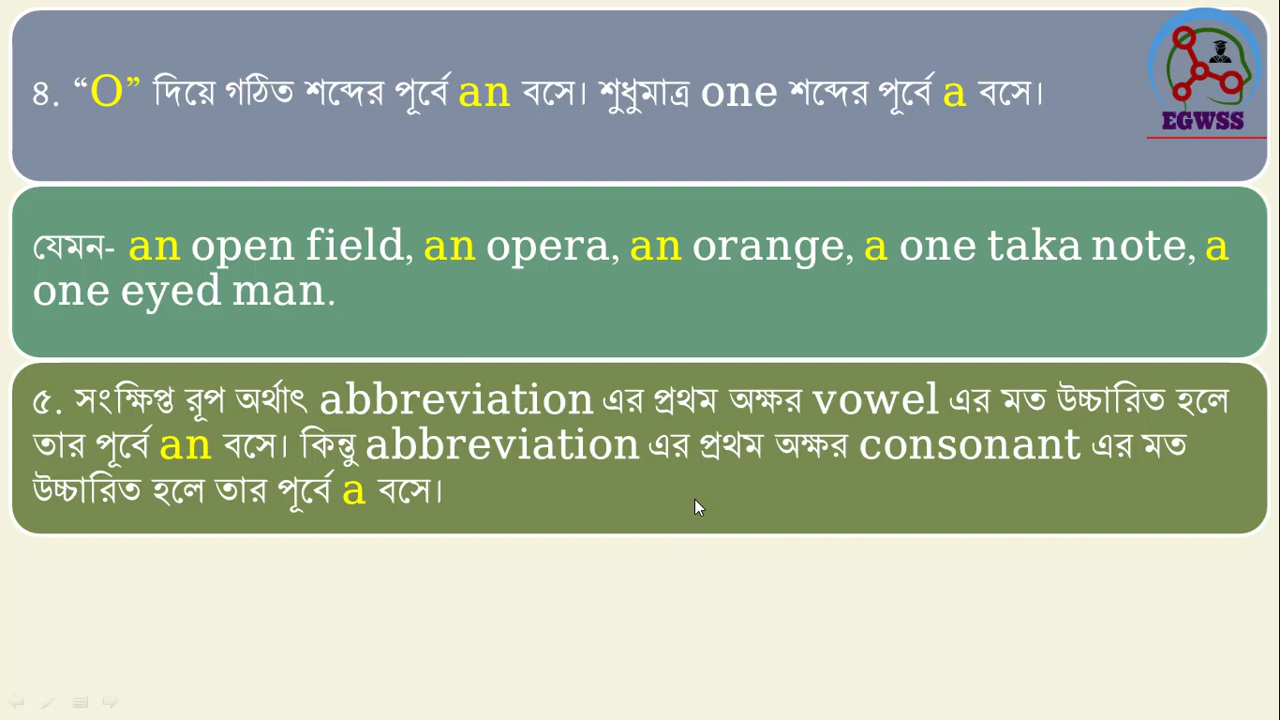 ৪. “O” দিয়ে গঠিত শব্দের পূর্বে an বসে। শুধুমাত্র one শব্দের পূর্বে a বসে।
EGWSS
যেমন- an open field, an opera, an orange, a one taka note, a
one eyed man.
৫. সংক্ষিপ্ত রূপ অর্থাৎ abbreviation এর প্রথম অক্ষর vowel এর মত উচ্চারিত হলে
তার পূর্বে an বসে। কিন্তু abbreviation এর প্রথম অক্ষর consonant এর মত
উচ্চারিত হলে তার পূর্বে a বসে।